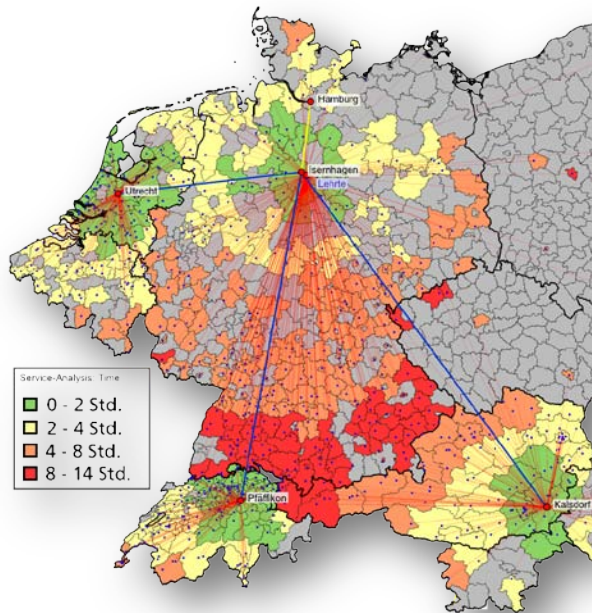 Hamburg
Isernhagen
Lehrte
Utrecht
Service-Analysis: Time
0 - 2 Std.
2 - 4 Std.
4 - 8 Std.
8 - 14 Std.
Pfäffikon
Kalsdorf